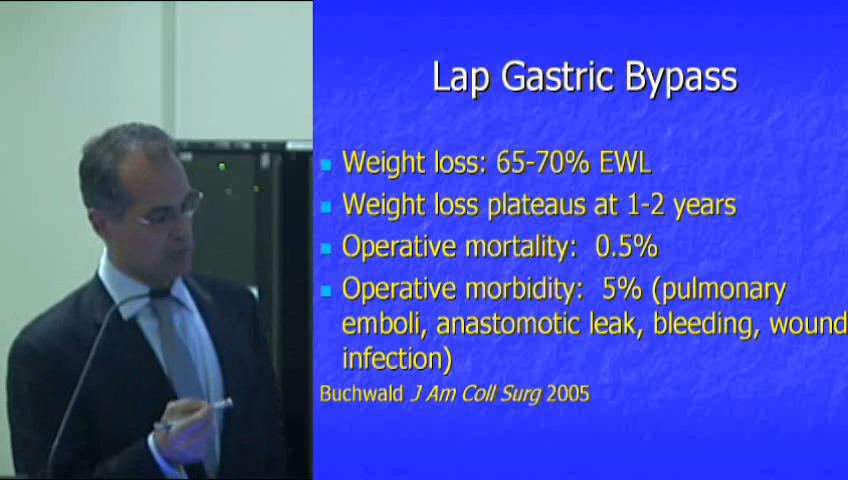 Lap Gastric Bypass
Weight loss: 65-70% EWL
Weight loss plateaus at 1-2 years
Operative mortality: 0.5%
Operative morbidity: 5% (pulmonary
emboli, anastomotic leak, bleeding, wound
infection)
Buchwald J Am Coll Surg 2005